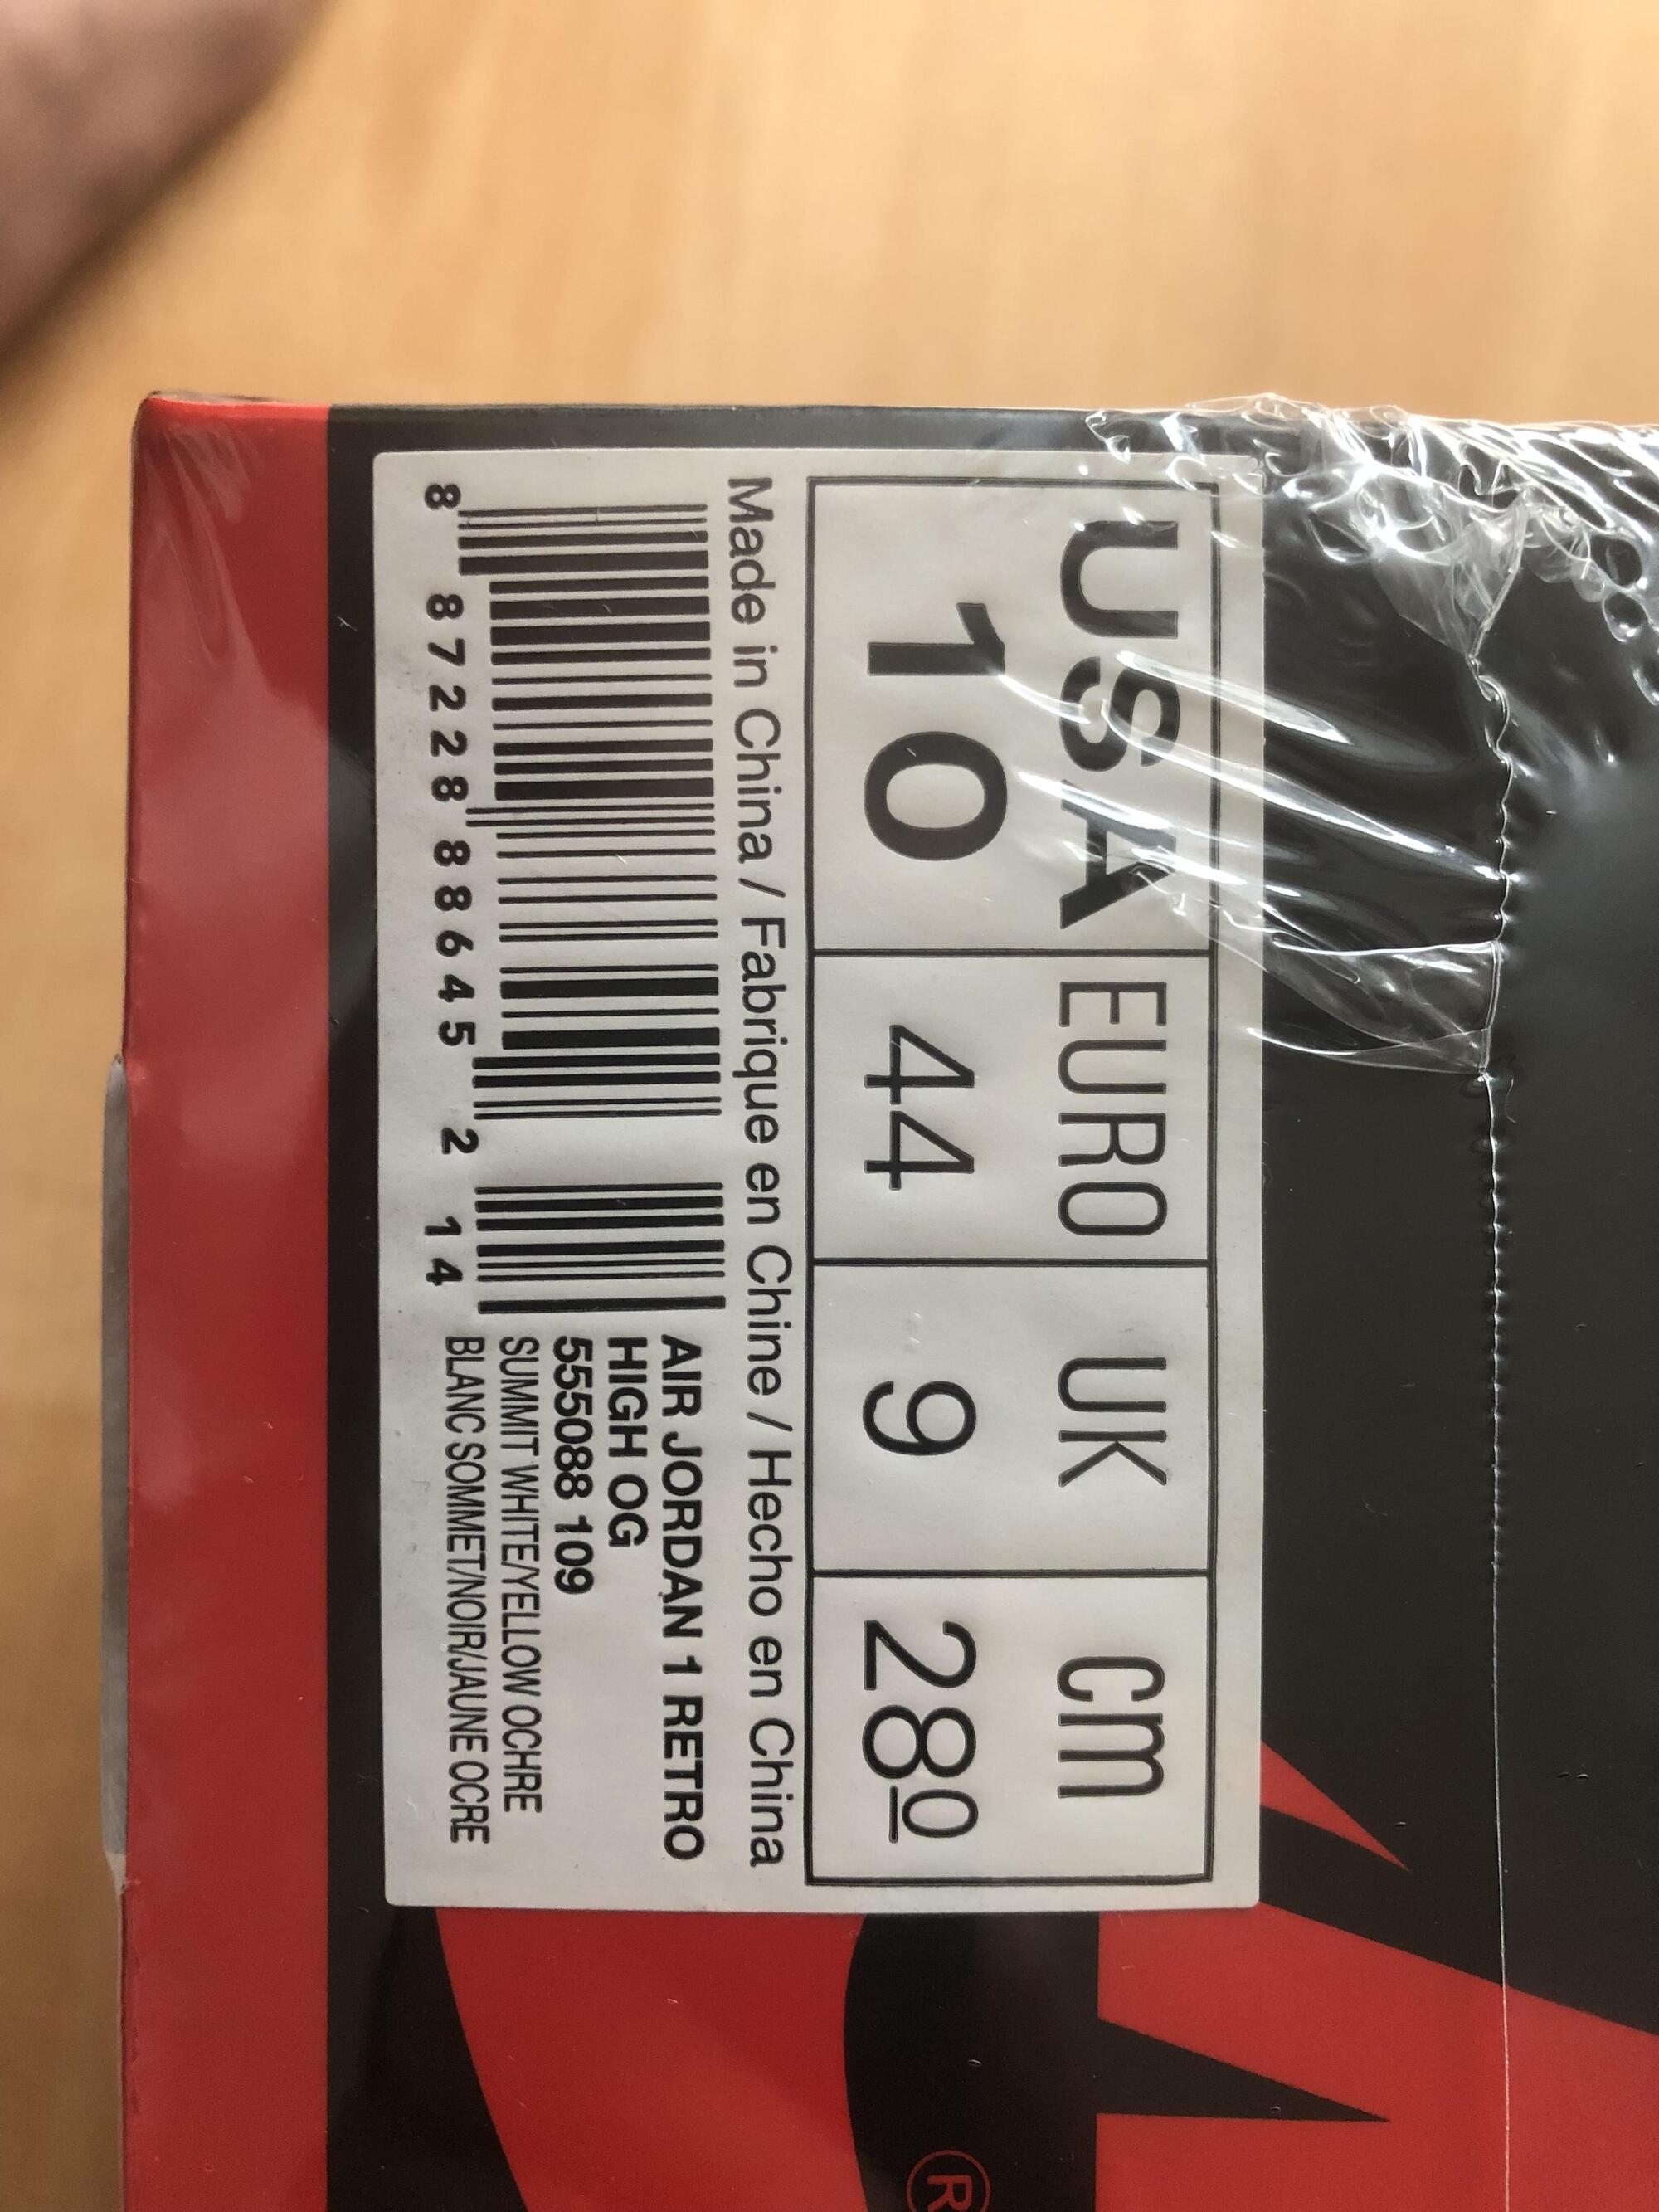 USA EURO UK cm
10 44 9 28 0
Made in China / Fabrique en Chine / Hecho en China
8 87228 88645 2 14
AIR JORDAN 1 RETRO
HIGH OG
555088 109
SUMMIT WHITE/YELLOW OCHRE
BLANC SOMMET/NOIR/JAUNE OCRE
®